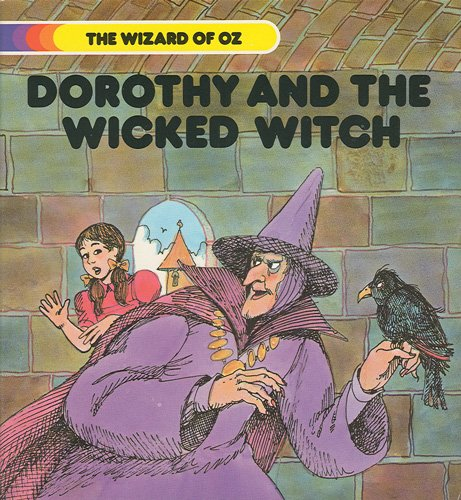 THE WIZARD OF OZ
DOROTHY AND THE
WICKED WITCH